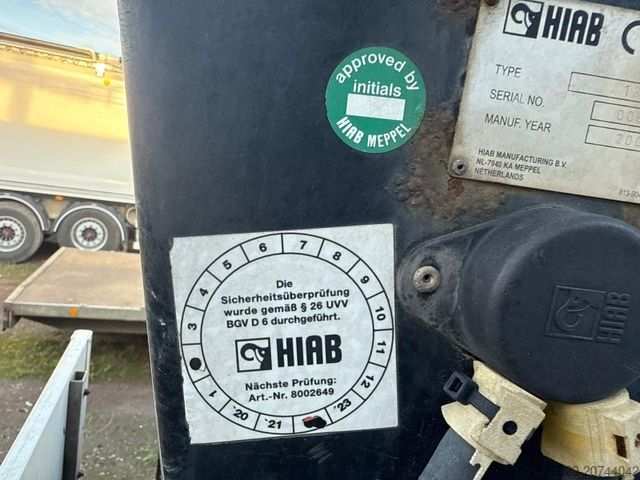 approved by
initials
HIAB MEPPEL
HIAB
TYPE
SERIAL NO.
MANUF. YEAR
HIAB MANUFACTURING B.V.
NL-7940 KA MEPPEL
NETHERLANDS
1 3 4 5 6 7 8 9 10 11 12
Die
Sicherheitsüberprüfung
wurde gemäß § 26 UVV
BGV D 6 durchgeführt.
HIAB
Nächste Prüfung:
Art.-Nr. 8002649
.20 .21 .23
HIAB
20744042